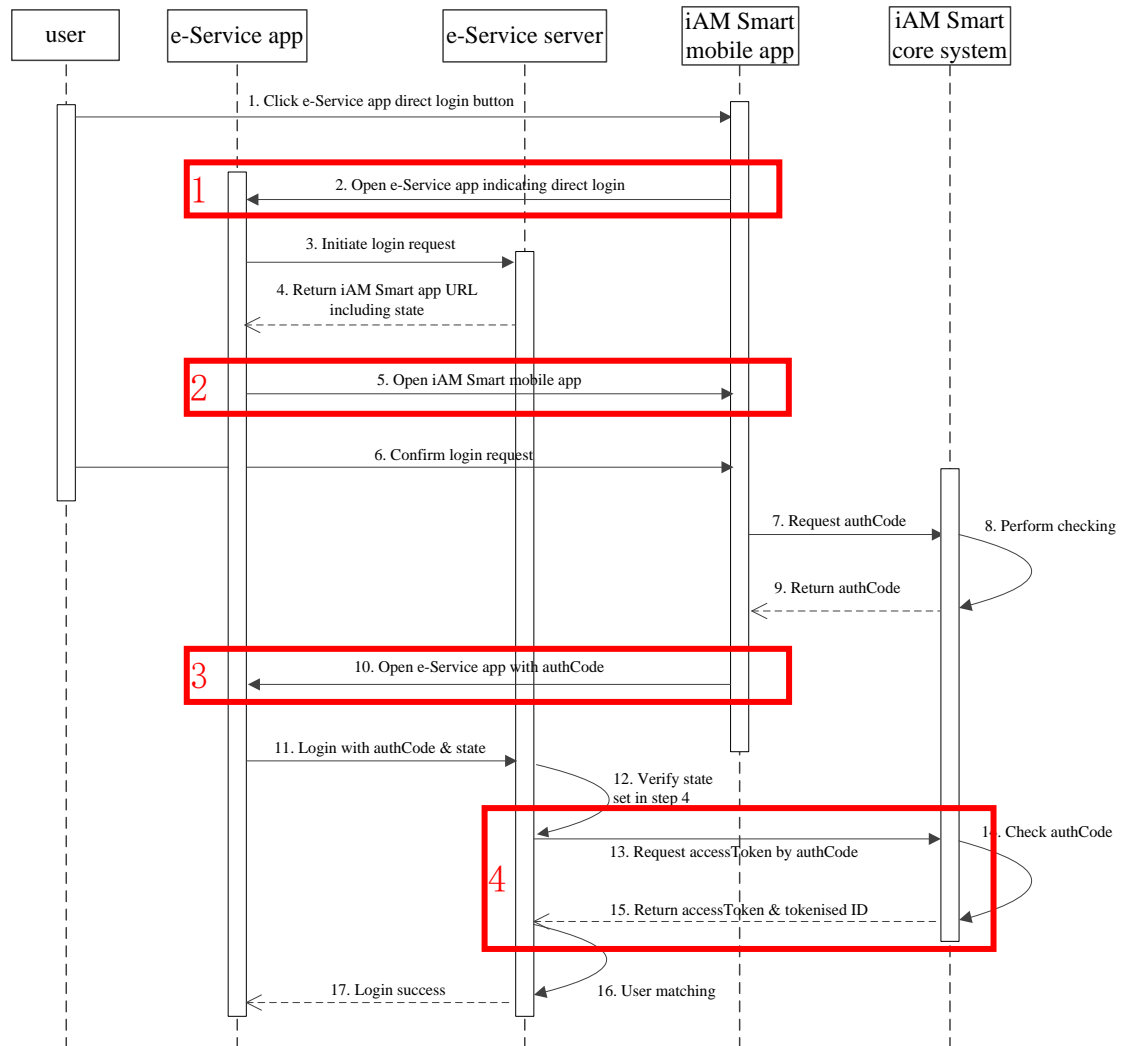 user
e-Service app
e-Service server
iAM Smart
mobile app
iAM Smart
core system
1. Click e-Service app direct login button
1
2. Open e-Service app indicating direct login
3. Initiate login request
4. Return iAM Smart app URL
including state
2
5. Open iAM Smart mobile app
6. Confirm login request
7. Request authCode
8. Perform checking
9. Return authCode
3
10. Open e-Service app with authCode
11. Login with authCode & state
12. Verify state
set in step 4
4
13. Request accessToken by authCode
14. Check authCode
15. Return accessToken & tokenised ID
16. User matching
17. Login success